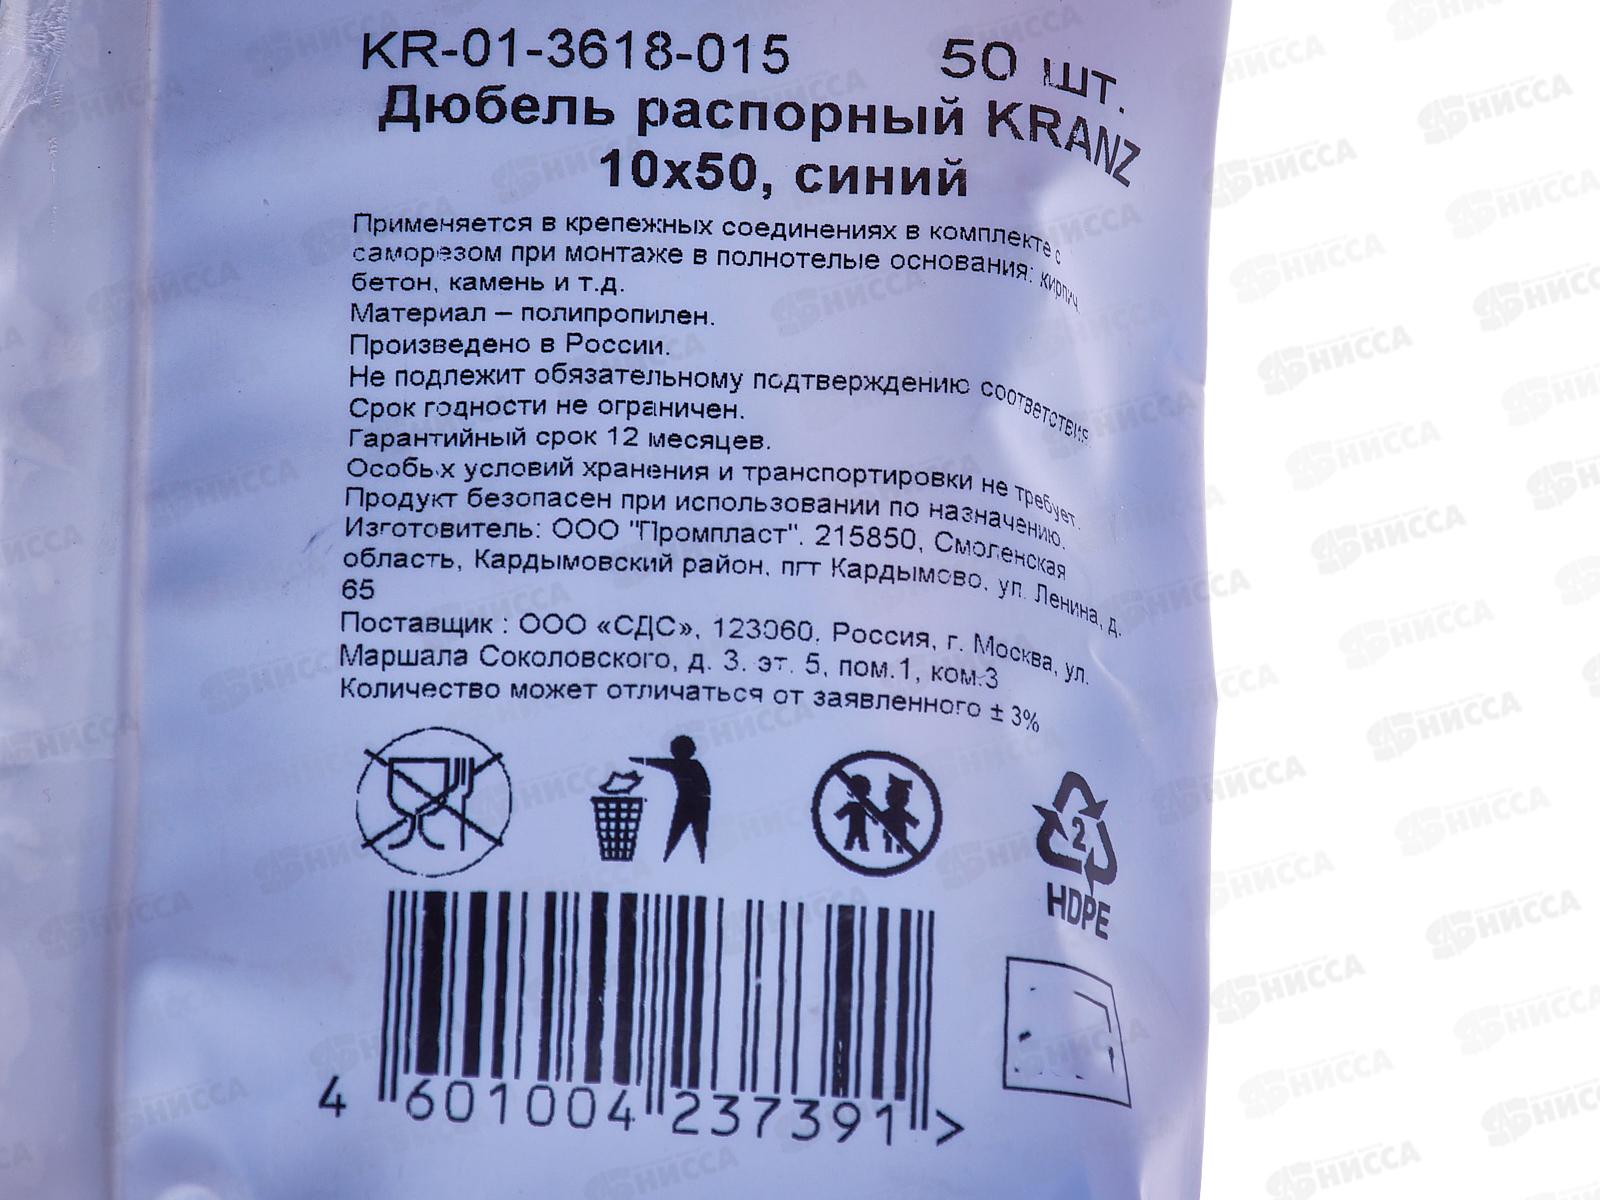 KR-01-3618-015 50 шт.
Дюбель распорный KRANZ
10х50, синий
Применяется в крепежных соединениях в комплекте с
саморезом при монтаже в полнотелые основания: кирпич,
бетон, камень и т.д.
Материал – полипропилен.
Произведено в России.
Не подлежит обязательному подтверждению соответствия.
Срок годности не ограничен.
Гарантийный срок 12 месяцев.
Особых условий хранения и транспортировки не требует.
Продукт безопасен при использовании по назначению.
Изготовитель: ООО "Промпласт". 215850, Смоленская
область, Кардымовский район, пгт Кардымово, ул. Ленина, д.
65
Поставщик : ООО «СДС», 123060, Россия, г. Москва, ул.
Маршала Соколовского, д. 3, эт. 5, пом.1, ком.3
Количество может отличаться от заявленного ± 3%
2
HDPE
4 601004 237391 >
НИССА